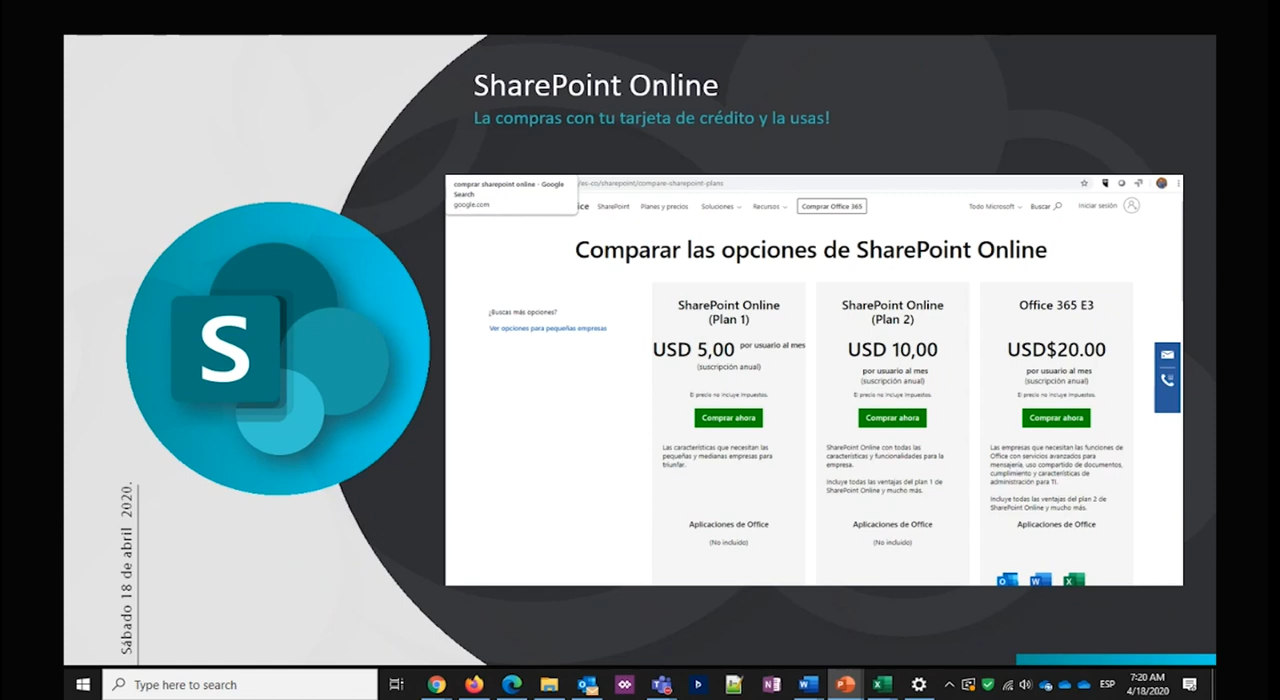 SharePoint Online
La compras con tu tarjeta de crédito y la usas!
comprar sharepoint online - Google
Search
google.com
/es-co/sharepoint/compare-sharepoint-plans
ice SharePoint Planes y precios Soluciones Recursos Comprar Office 365 Todo Microsoft Buscar Iniciar sesión
Comparar las opciones de SharePoint Online
¿Buscas más opciones?
Ver opciones para pequeñas empresas
SharePoint Online
(Plan 1)
USD 5,00 por usuario al mes
(suscripción anual)
El precio no incluye impuestos.
Comprar ahora
Las características que necesitan las
pequeñas y medianas empresas para
triunfar.
Aplicaciones de Office
(No incluido)
SharePoint Online
(Plan 2)
USD 10,00
por usuario al mes
(suscripción anual)
El precio no incluye impuestos.
Comprar ahora
SharePoint Online con todas las
características y funcionalidades para la
empresa.
Incluye todas las ventajas del plan 1 de
SharePoint Online y mucho más.
Aplicaciones de Office
(No incluido)
Office 365 E3
USD$20.00
por usuario al mes
(suscripción anual)
El precio no incluye impuestos.
Comprar ahora
Las empresas que necesitan las funciones de
Office con servicios avanzados para
mensajería, uso compartido de documentos,
cumplimiento y características de
administración para TI.
Incluye todas las ventajas del plan 2 de
SharePoint Online y mucho más.
Aplicaciones de Office
S
Sábado 18 de abril 2020.
Type here to search
ESP
7:20 AM
4/18/2020